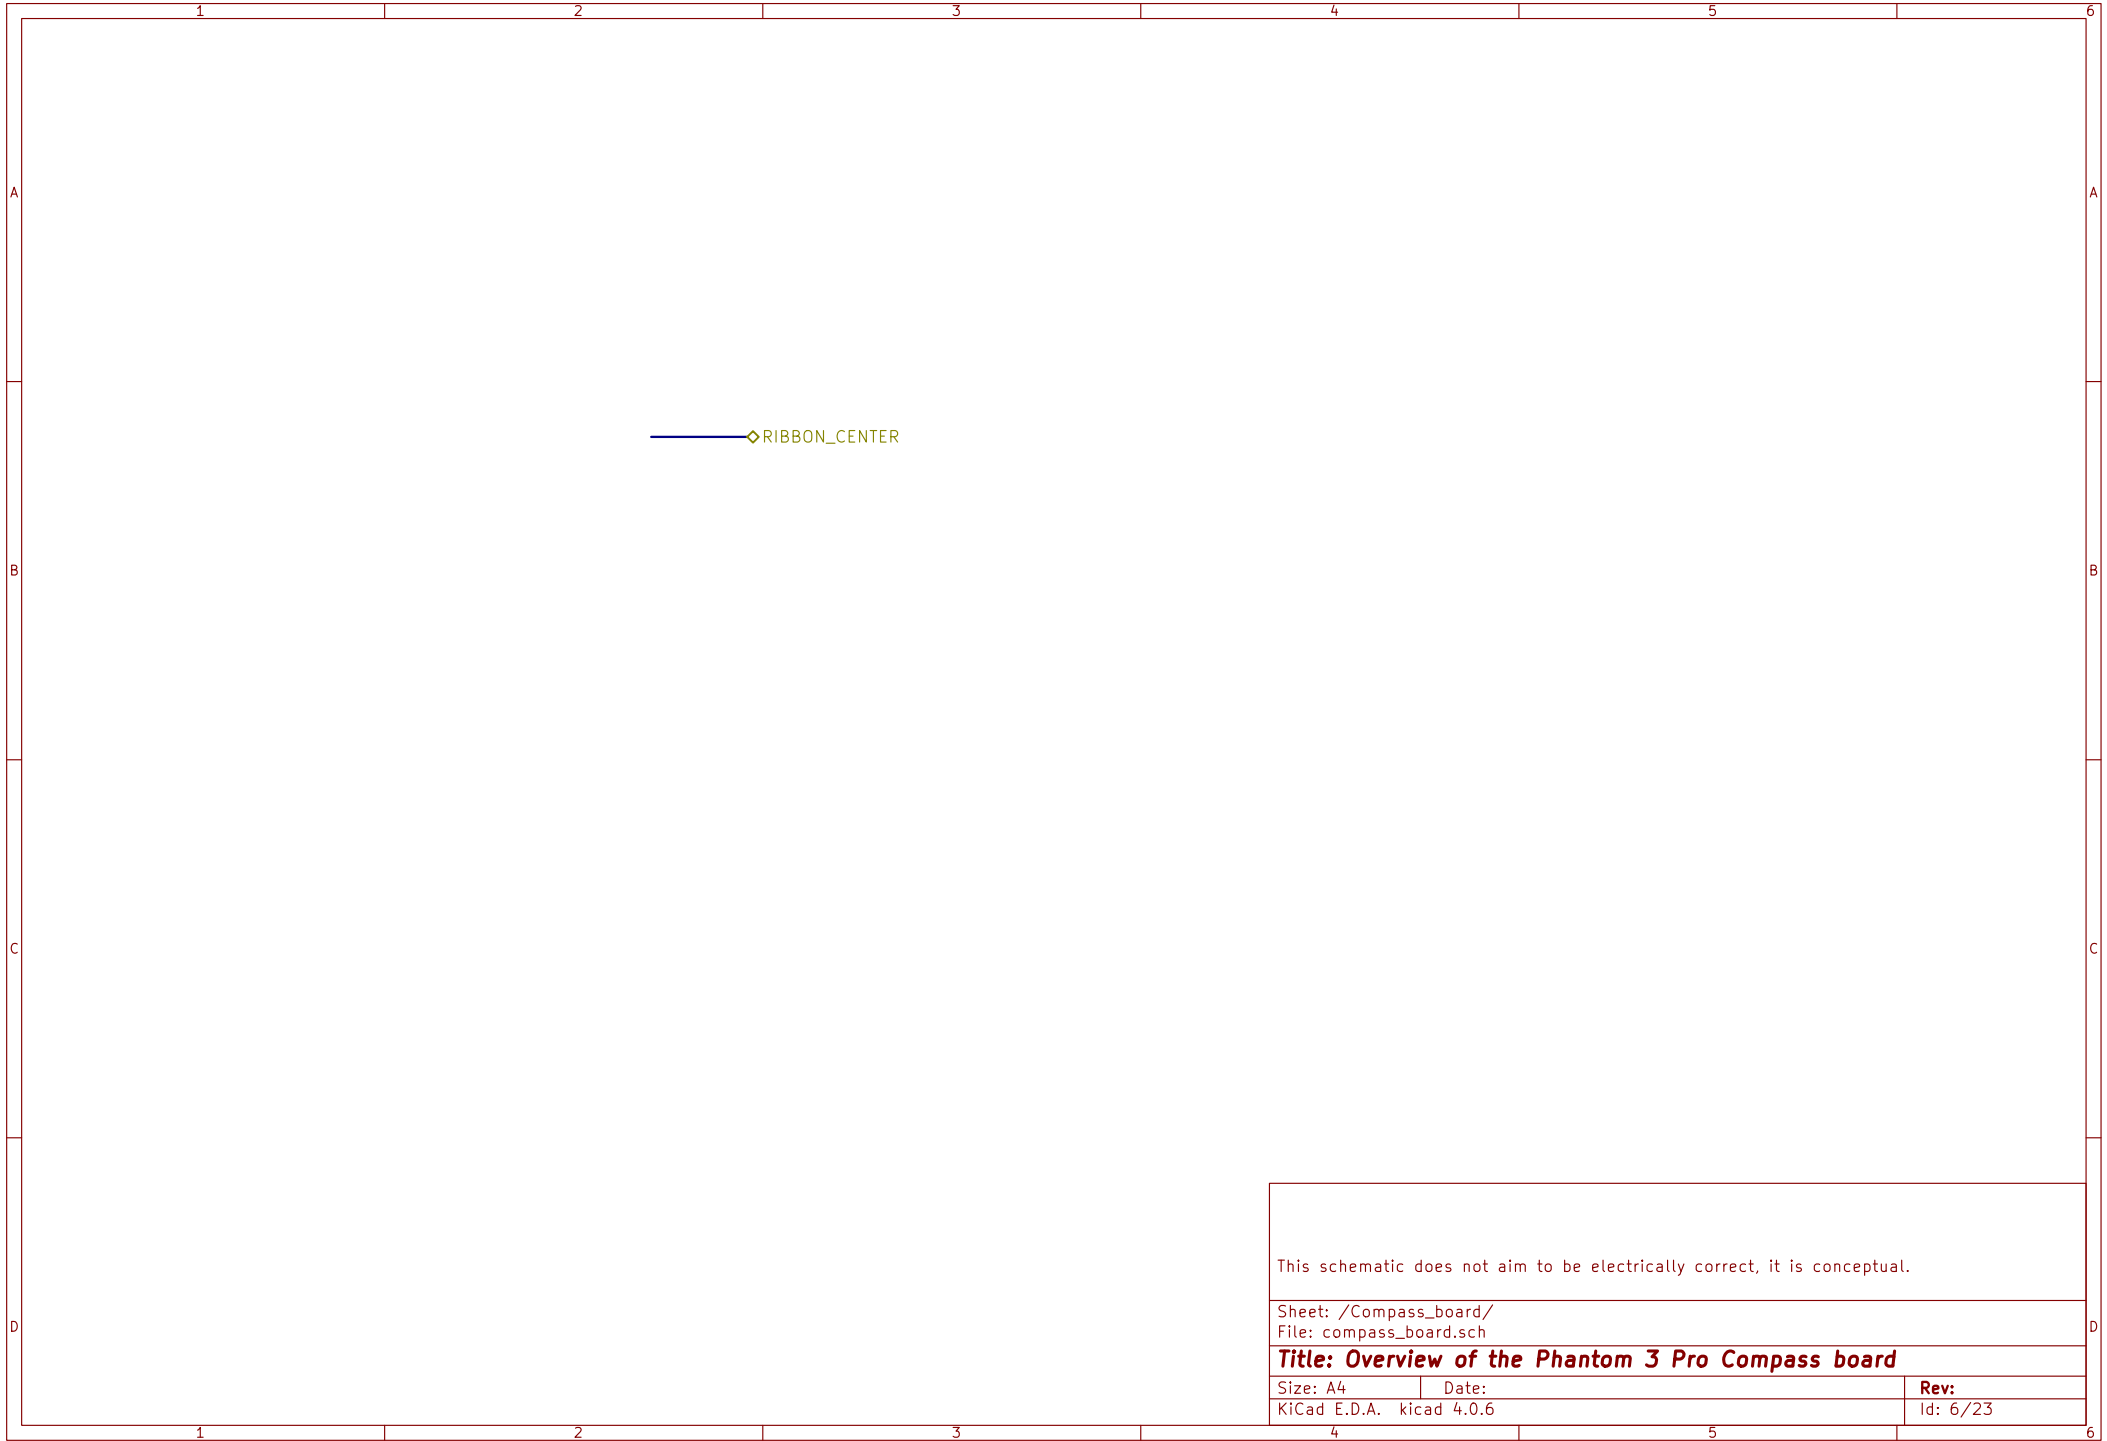 1 2 3 4 5 6
A A
RIBBON_CENTER
B B
C C
This schematic does not aim to be electrically correct, it is conceptual.
Sheet: /Compass_board/
D D
File: compass_board.sch
Title: Overview of the Phantom 3 Pro Compass board
Size: A4 Date: Rev:
KiCad E.D.A. kicad 4.0.6 Id: 6/23
1 2 3 4 5 6